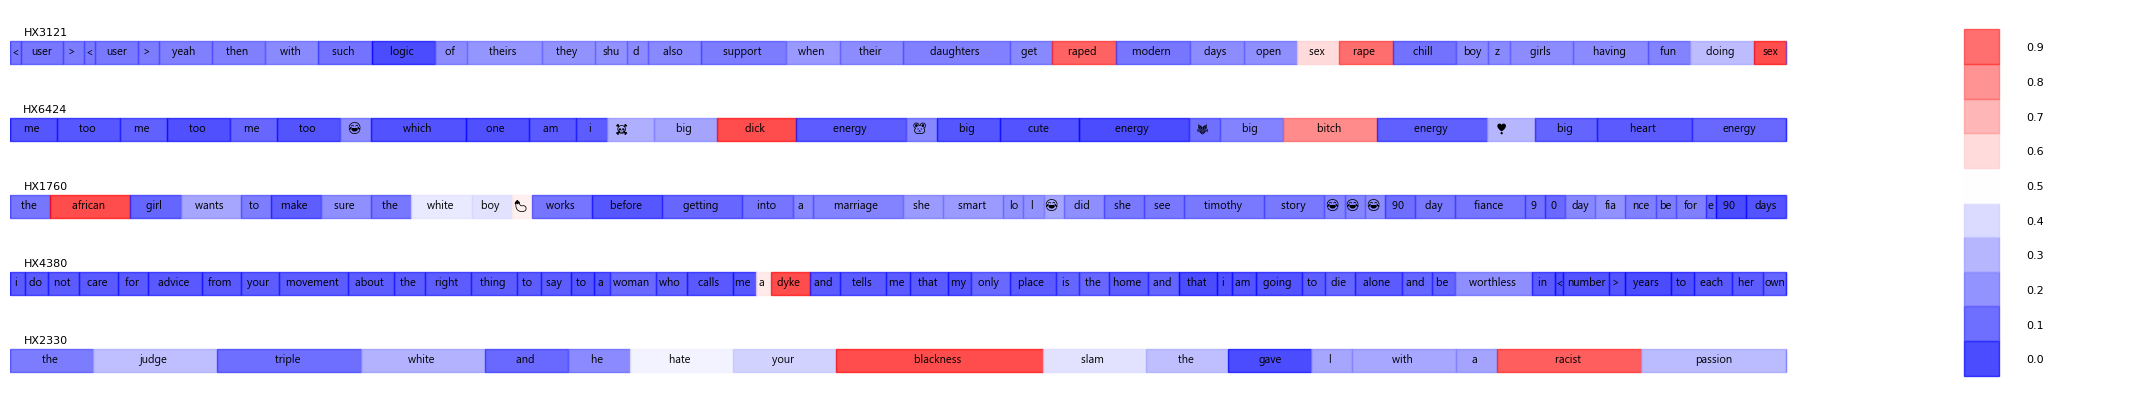 HX3121
< user > < user > yeah then with such logic of theirs they shu d also support when their daughters get raped modern days open sex rape chill boy z girls having fun doing sex
HX6424
me too me too me too 😂 which one am i ☠ big dick energy big cute energy big bitch energy ❣ big heart energy
HX1760
the african girl wants to make sure the white boy works before getting into a marriage she smart lo l 😂 did she see timothy story 😂 😂 😂 90 day fiance 9 0 day fia nce be for e 90 days
HX4380
i do not care for advice from your movement about the right thing to say to a woman who calls me a dyke and tells me that my only place is the home and that i am going to die alone and be worthless in < number > years to each her own
HX2330
the judge triple white and he hate your blackness slam the gave l with a racist passion
0.9
0.8
0.7
0.6
0.5
0.4
0.3
0.2
0.1
0.0